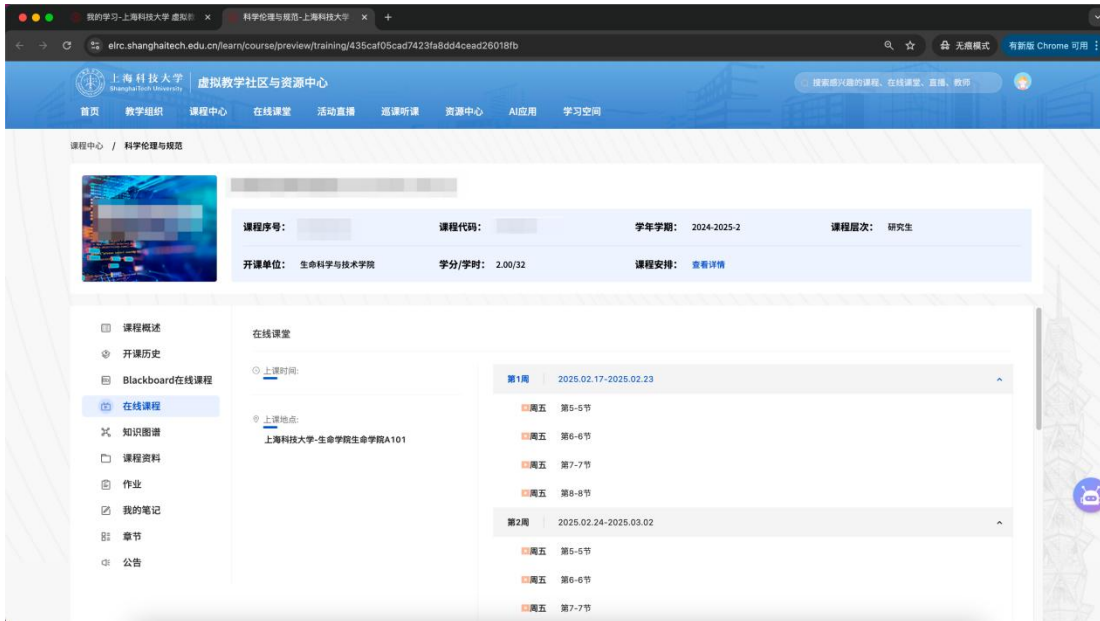 我的学习-上海科技大学 虚拟
科学伦理与规范-上海科技大学
elrc.shanghaitech.edu.cn/learn/course/preview/training/435caf05cad7423fa8dd4cead26018fb
无痕模式
有新版 Chrome 可用
上海科技大学
ShanghaiTech University
虚拟教学社区与资源中心
搜索感兴趣的课程、在线课堂、直播、教师
首页 教学组织 课程中心 在线课堂 活动直播 巡课听课 资源中心 AI应用 学习空间
课程中心 / 科学伦理与规范
课程序号： 课程代码： 学年学期： 2024-2025-2 课程层次： 研究生
开课单位： 生命科学与技术学院 学分/学时： 2.00/32 课程安排： 查看详情
课程概述
开课历史
Blackboard在线课程
在线课程
知识图谱
课程资料
作业
我的笔记
章节
公告
在线课堂
上课时间:
上课地点:
上海科技大学-生命学院生命学院A101
第1周 2025.02.17-2025.02.23
周五 第5-5节
周五 第6-6节
周五 第7-7节
周五 第8-8节
第2周 2025.02.24-2025.03.02
周五 第5-5节
周五 第6-6节
周五 第7-7节